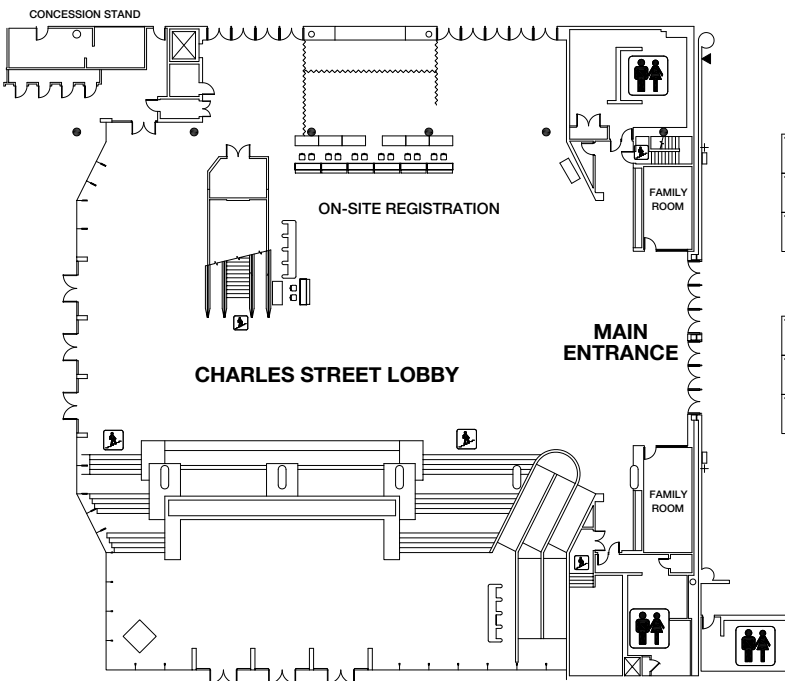 CONCESSION STAND
FAMILY
ROOM
ON-SITE REGISTRATION
MAIN
ENTRANCE
CHARLES STREET LOBBY
FAMILY
ROOM